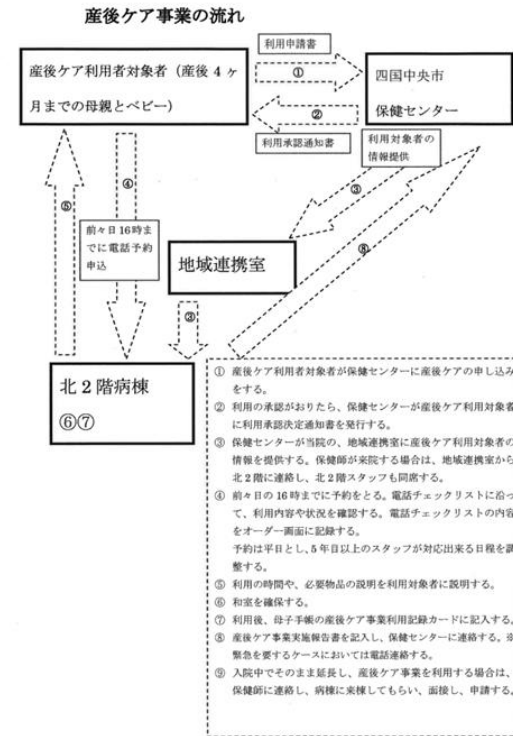 産後ケア事業の流れ
利用申請書
①
産後ケア利用者対象者（産後４ヶ
月までの母親とベビー）
四国中央市
保健センター
②
利用承認通知書
利用対象者の
情報提供
④
③
⑤
前々日 16 時ま
でに電話予約
申込
⑧
地域連携室
③
北２階病棟
⑥⑦
① 産後ケア利用者対象者が保健センターに産後ケアの申し込み
をする。
② 利用の承認がおりたら、保健センターが産後ケア利用対象者
に利用承認決定通知書を発行する。
③ 保健センターが当院の、地域連携室に産後ケア利用対象者の
情報を提供する。保健師が来院する場合は、地域連携室から
北２階に連絡し、北２階スタッフも同席する。
④ 前々日の 16 時までに予約をとる。電話チェックリストに沿っ
て、利用内容や状況を確認する。電話チェックリストの内容
をオーダー画面に記録する。
予約は平日とし、5 年目以上のスタッフが対応出来る日程を調
整する。
⑤ 利用の時間や、必要物品の説明を利用対象者に説明する。
⑥ 和室を確保する。
⑦ 利用後、母子手帳の産後ケア事業利用記録カードに記入する。
⑧ 産後ケア事業実施報告書を記入し、保健センターに連絡する。※
緊急を要するケースにおいては電話連絡する。
⑨ 入院中でそのまま延長し、産後ケア事業を利用する場合は、
保健師に連絡し、病棟に来棟してもらい、面接し、申請する。